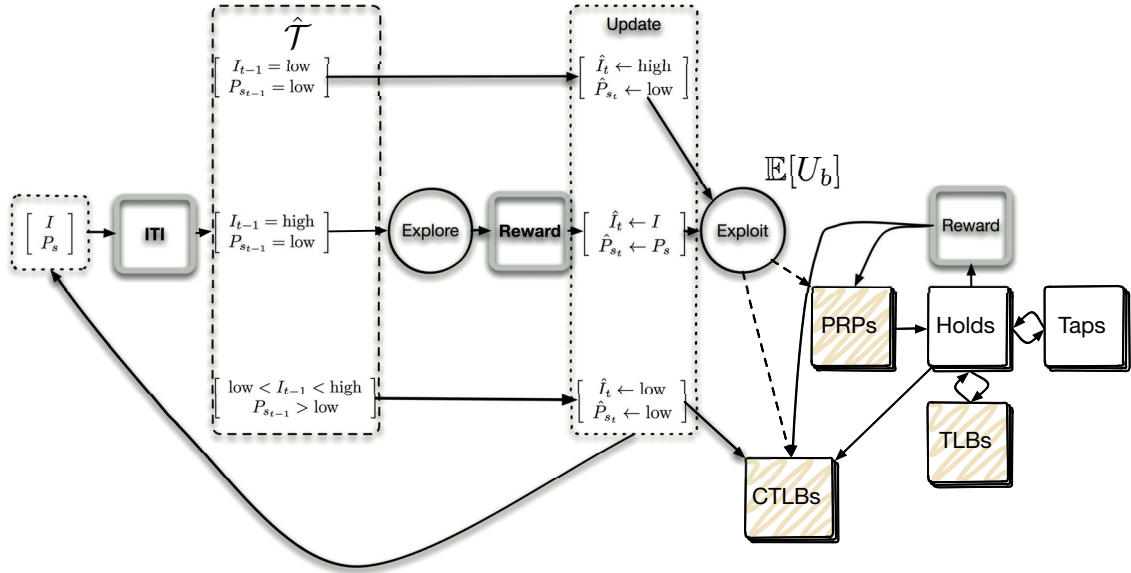 𝒯̂
Update
[ I_{t−1} = low
P_{s_{t−1}} = low ]
[ Î_t ← high
P̂_{s_t} ← low ]
𝔼[U_b]
[ I
P_s ]
ITI
[ I_{t−1} = high
P_{s_{t−1}} = low ]
Explore
Reward
[ Î_t ← I
P̂_{s_t} ← P_s ]
Exploit
Reward
PRPs
Holds
Taps
[ low < I_{t−1} < high
P_{s_{t−1}} > low ]
[ Î_t ← low
P̂_{s_t} ← low ]
TLBs
CTLBs